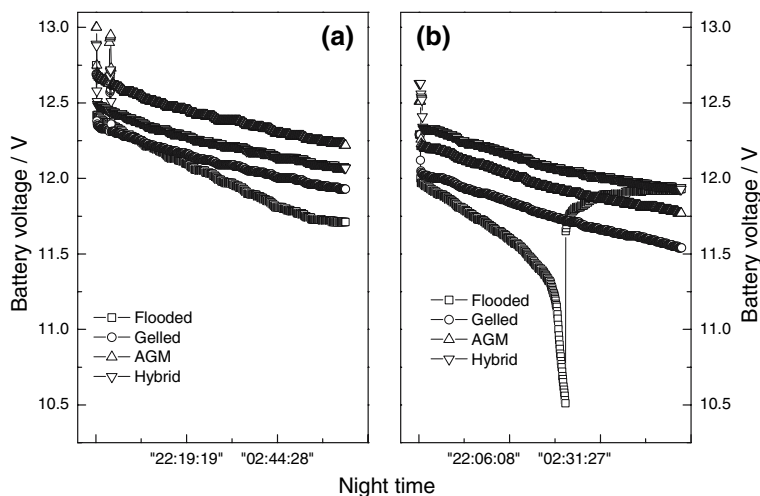 (a)
(b)
13.0
12.5
12.0
11.5
11.0
10.5
Battery voltage / V
Flooded
Gelled
AGM
Hybrid
Flooded
Gelled
AGM
Hybrid
13.0
12.5
12.0
11.5
11.0
10.5
Battery voltage / V
"22:19:19" "02:44:28" "22:06:08" "02:31:27"
Night time